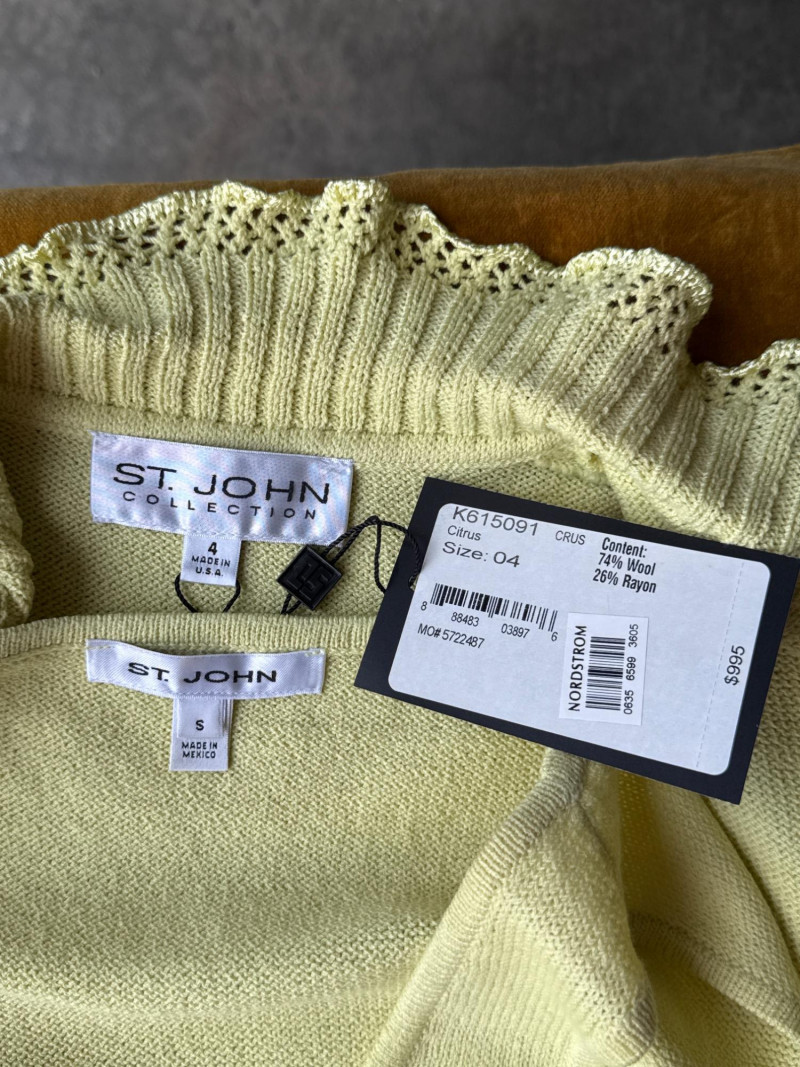 ST. JOHN
COLLECTION
4
MADE IN
U.S.A.
ST. JOHN
S
MADE IN
MEXICO
K615091
Citrus CRUS
Size: 04
Content:
74% Wool
26% Rayon
8 88483 03897 6
MO# 5722487
NORDSTROM
0635 6599 3605
$995